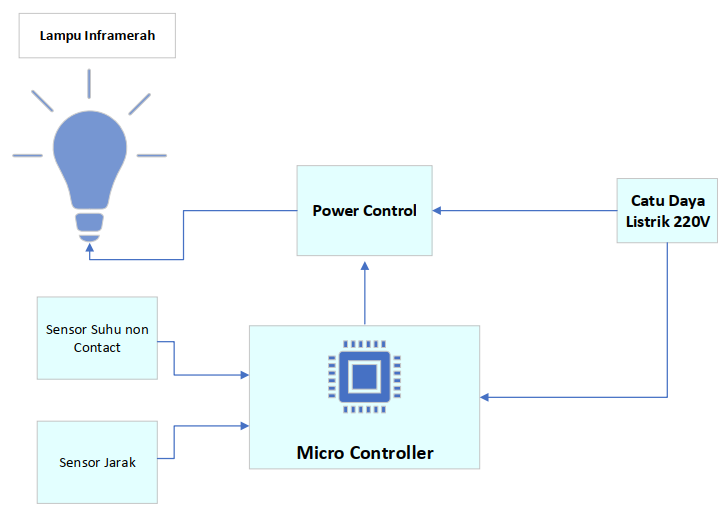 Lampu Inframerah
Power Control
Catu Daya
Listrik 220V
Sensor Suhu non
Contact
Micro Controller
Sensor Jarak